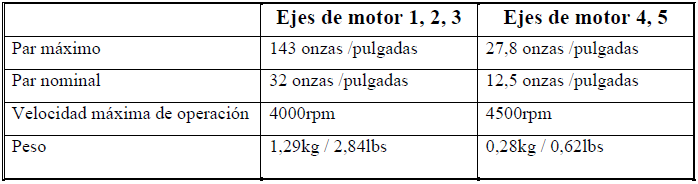 Ejes de motor 1, 2, 3 Ejes de motor 4, 5
Par máximo 143 onzas /pulgadas 27,8 onzas /pulgadas
Par nominal 32 onzas /pulgadas 12,5 onzas /pulgadas
Velocidad máxima de operación 4000rpm 4500rpm
Peso 1,29kg / 2,84lbs 0,28kg / 0,62lbs